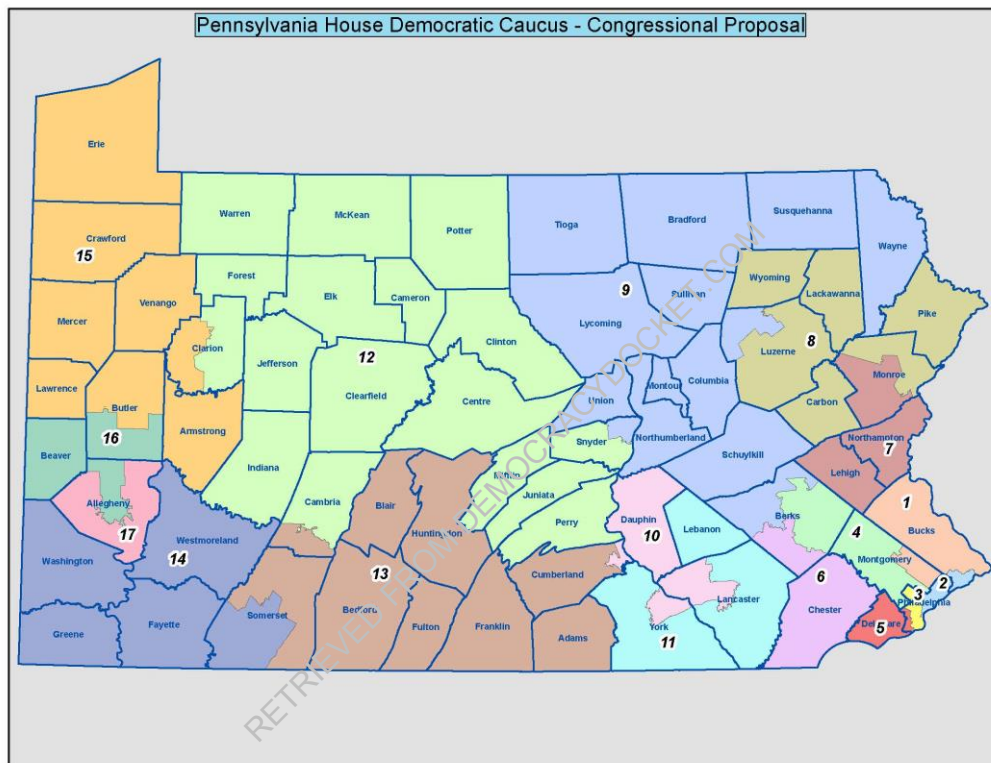 Pennsylvania House Democratic Caucus - Congressional Proposal
Erie
Warren
McKean
Potter
Tioga
Bradford
Susquehanna
Wayne
Crawford
15
Forest
Elk
Cameron
9
Sullivan
Wyoming
Lackawanna
Pike
Mercer
Venango
Clarion
Jefferson
12
Clearfield
Clinton
Lycoming
Luzerne
8
Monroe
Lawrence
Butler
16
Armstrong
Centre
Union
Montour
Columbia
Carbon
Beaver
Indiana
Snyder
Northumberland
Northampton
7
Lehigh
Schuylkill
Allegheny
17
Cambria
Blair
Huntingdon
Mifflin
Juniata
Perry
Dauphin
10
Lebanon
Berks
4
Montgomery
1
Bucks
Washington
14
Westmoreland
13
Cumberland
6
3
2
Philadelphia
Greene
Fayette
Somerset
Bedford
Fulton
Franklin
Adams
York
11
Lancaster
Chester
Delaware
5
RETRIEVED FROM DEMOCRACYDOCKET.COM